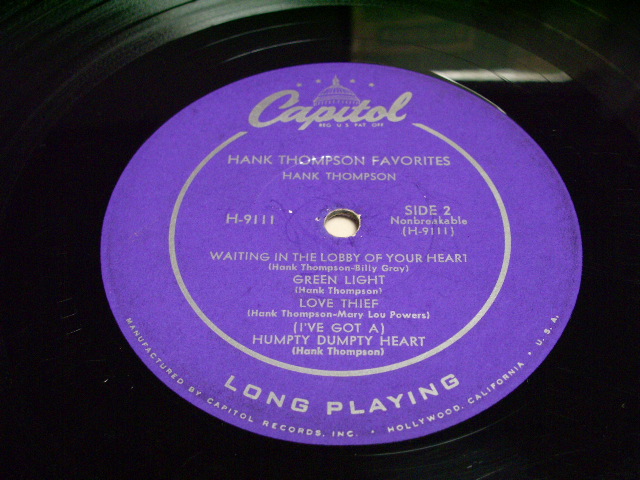 Capitol
REG. U.S. PAT. OFF.
HANK THOMPSON FAVORITES
HANK THOMPSON
H-9111
SIDE 2
Nonbreakable
(H-9111)
WAITING IN THE LOBBY OF YOUR HEART
(Hank Thompson-Billy Gray)
GREEN LIGHT
(Hank Thompson)
LOVE THIEF
(Hank Thompson-Mary Lou Powers)
(I'VE GOT A)
HUMPTY DUMPTY HEART
(Hank Thompson)
LONG PLAYING
MANUFACTURED BY CAPITOL RECORDS, INC. • HOLLYWOOD, CALIFORNIA • U.S.A.